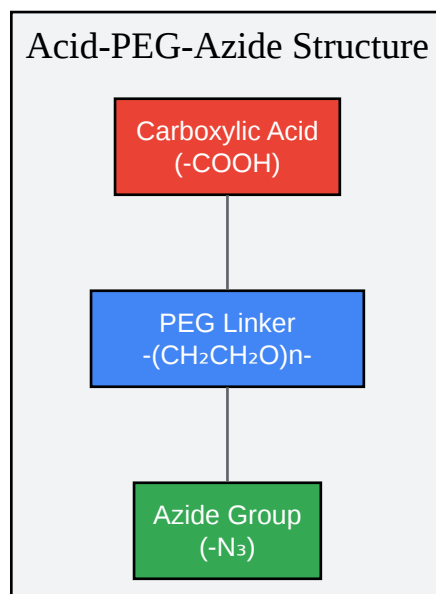 Acid-PEG-Azide Structure
Carboxylic Acid
(-COOH)
PEG Linker
-(CH₂CH₂O)n-
Azide Group
(-N₃)